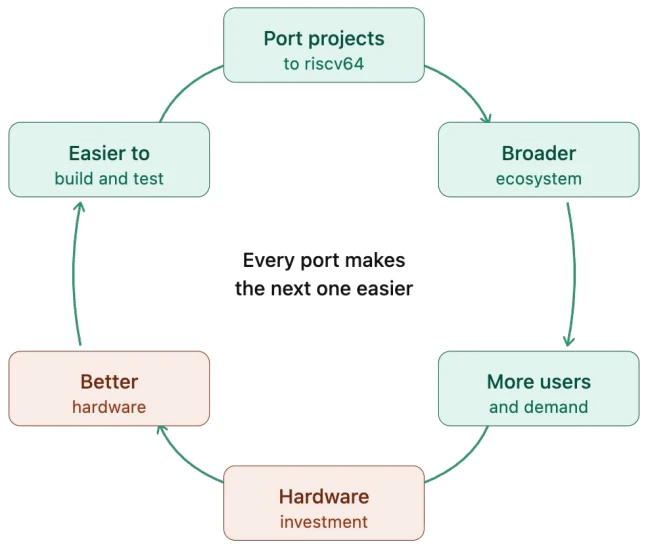 Port projects
to riscv64
Broader
ecosystem
More users
and demand
Hardware
investment
Better
hardware
Easier to
build and test
Every port makes
the next one easier